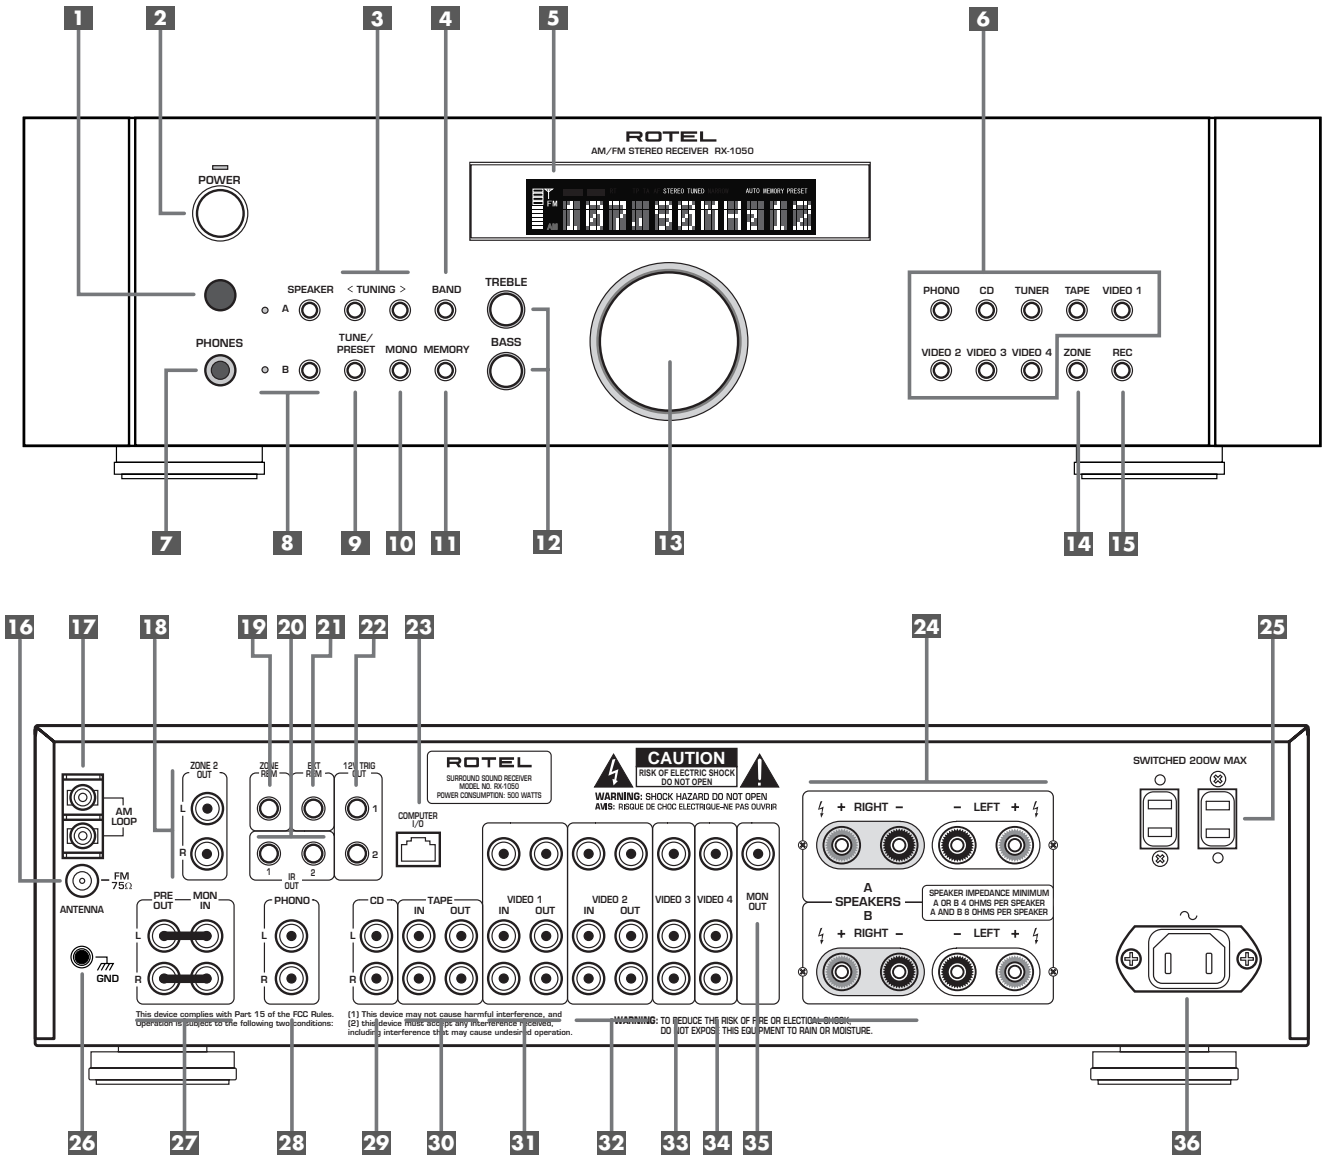 1 2 3 4 5 6
ROTEL
AM/FM STEREO RECEIVER RX-1050
POWER
STEREO TUNED AUTO MEMORY PRESET
FM
AM
107.90MHz 12
SPEAKER < TUNING > BAND TREBLE
A
PHONO CD TUNER TAPE VIDEO 1
PHONES
TUNE/
PRESET MONO MEMORY BASS
B
VIDEO 2 VIDEO 3 VIDEO 4 ZONE REC
7 8 9 10 11 12 13 14 15
16 17 18 19 20 21 22 23 24 25
ZONE 2
OUT
ZONE
REM
EXT
REM
12V TRIG
OUT
ROTEL
SURROUND SOUND RECEIVER
MODEL NO. RX-1050
POWER CONSUMPTION: 500 WATTS
CAUTION
RISK OF ELECTRIC SHOCK
DO NOT OPEN
WARNING: SHOCK HAZARD DO NOT OPEN
AVIS: RISQUE DE CHOC ELECTRIQUE–NE PAS OUVRIR
SWITCHED 200W MAX
AM
LOOP
L
R
1
2
1 2
IR
OUT
COMPUTER
I/O
+ RIGHT – – LEFT +
FM
75Ω
ANTENNA
PRE
OUT
MON
IN
PHONO
CD
TAPE
IN OUT
VIDEO 1
IN OUT
VIDEO 2
IN OUT
VIDEO 3
VIDEO 4
MON
OUT
A
SPEAKERS
B
SPEAKER IMPEDANCE MINIMUM
A OR B 4 OHMS PER SPEAKER
A AND B 8 OHMS PER SPEAKER
+ RIGHT – – LEFT +
L L L
GND
R R R
This device complies with Part 15 of the FCC Rules.
Operation is subject to the following two conditions:
(1) This device may not cause harmful interference, and
(2) this device must accept any interference received,
including interference that may cause undesired operation.
WARNING: TO REDUCE THE RISK OF FIRE OR ELECTICAL SHOCK,
DO NOT EXPOSE THIS EQUIPMENT TO RAIN OR MOISTURE.
26 27 28 29 30 31 32 33 34 35 36